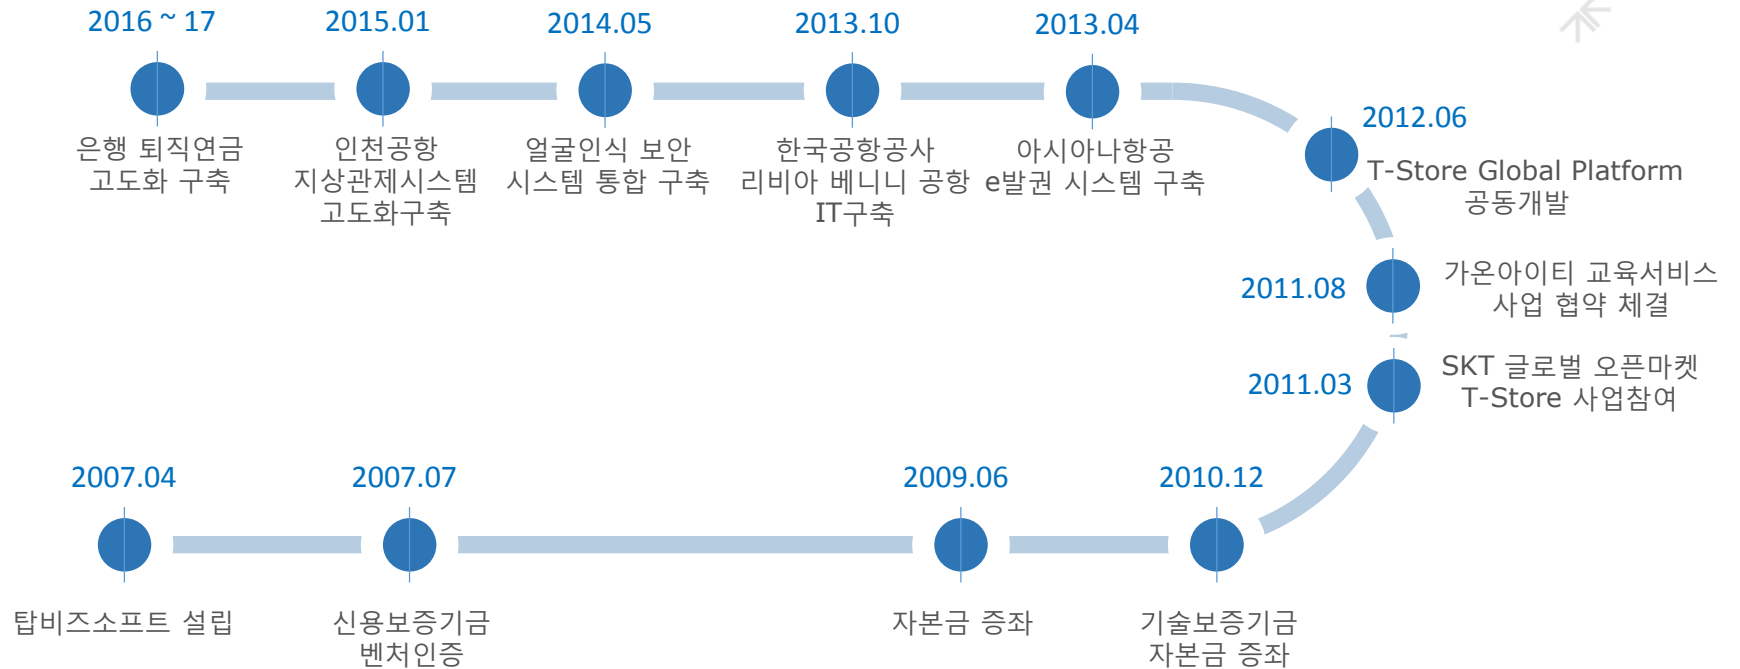 2016 ~ 17
은행 퇴직연금
고도화 구축
2015.01
인천공항
지상관제시스템
고도화구축
2014.05
얼굴인식 보안
시스템 통합 구축
2013.10
한국공항공사
리비아 베니니 공항
IT구축
2013.04
아시아나항공
e발권 시스템 구축
2012.06
T-Store Global Platform
공동개발
2011.08
가온아이티 교육서비스
사업 협약 체결
2011.03
SKT 글로벌 오픈마켓
T-Store 사업참여
2007.04
탑비즈소프트 설립
2007.07
신용보증기금
벤처인증
2009.06
자본금 증좌
2010.12
기술보증기금
자본금 증좌